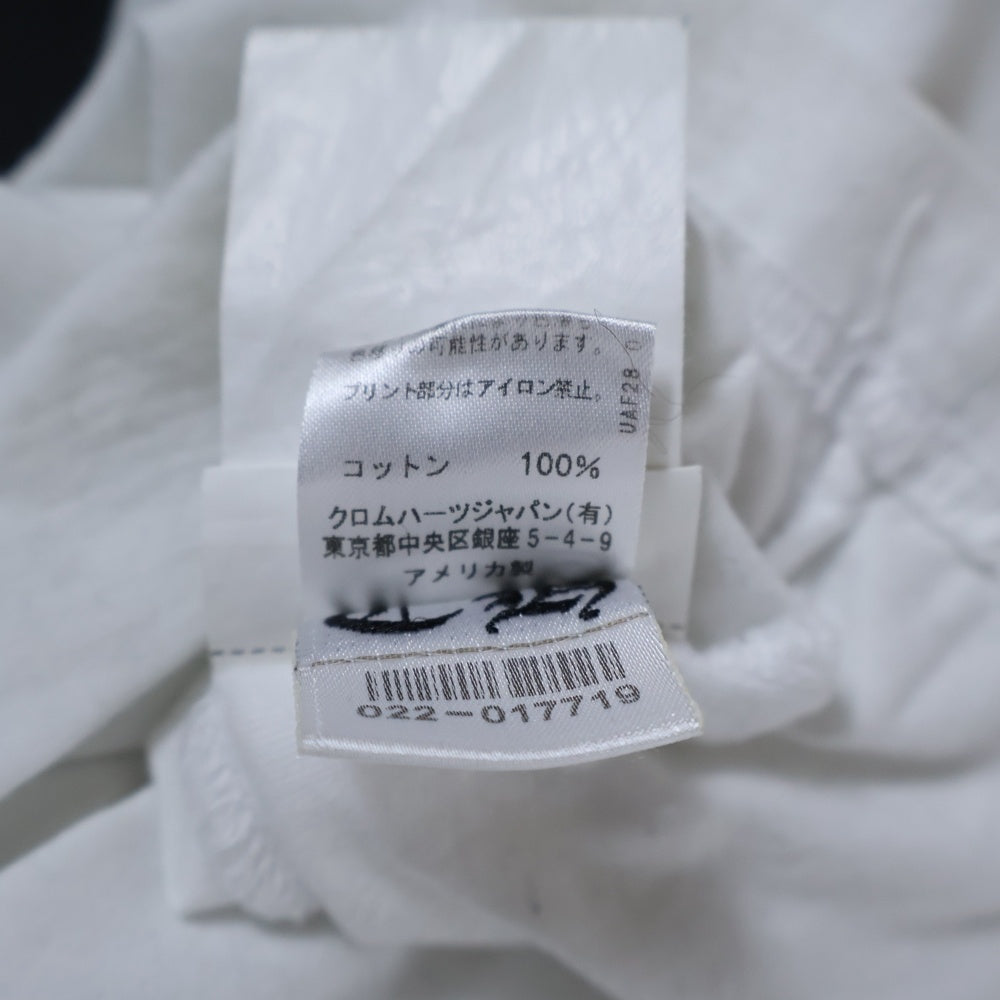 の可能性があります。
プリント部分はアイロン禁止。
コットン 100%
クロムハーツジャパン(有)
東京都中央区銀座5-4-9
アメリカ製
022-017719